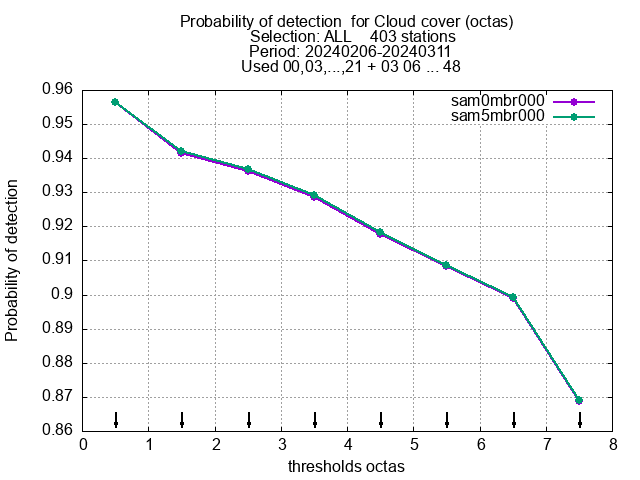 Probability of detection  for Cloud cover (octas)
Selection: ALL    403 stations
Period: 20240206-20240311
Used 00,03,...,21 + 03 06 ... 48
sam0mbr000
sam5mbr000
0.96
0.95
0.94
0.93
0.92
0.91
0.9
0.89
0.88
0.87
0.86
Probability of detection
0 1 2 3 4 5 6 7 8
thresholds octas